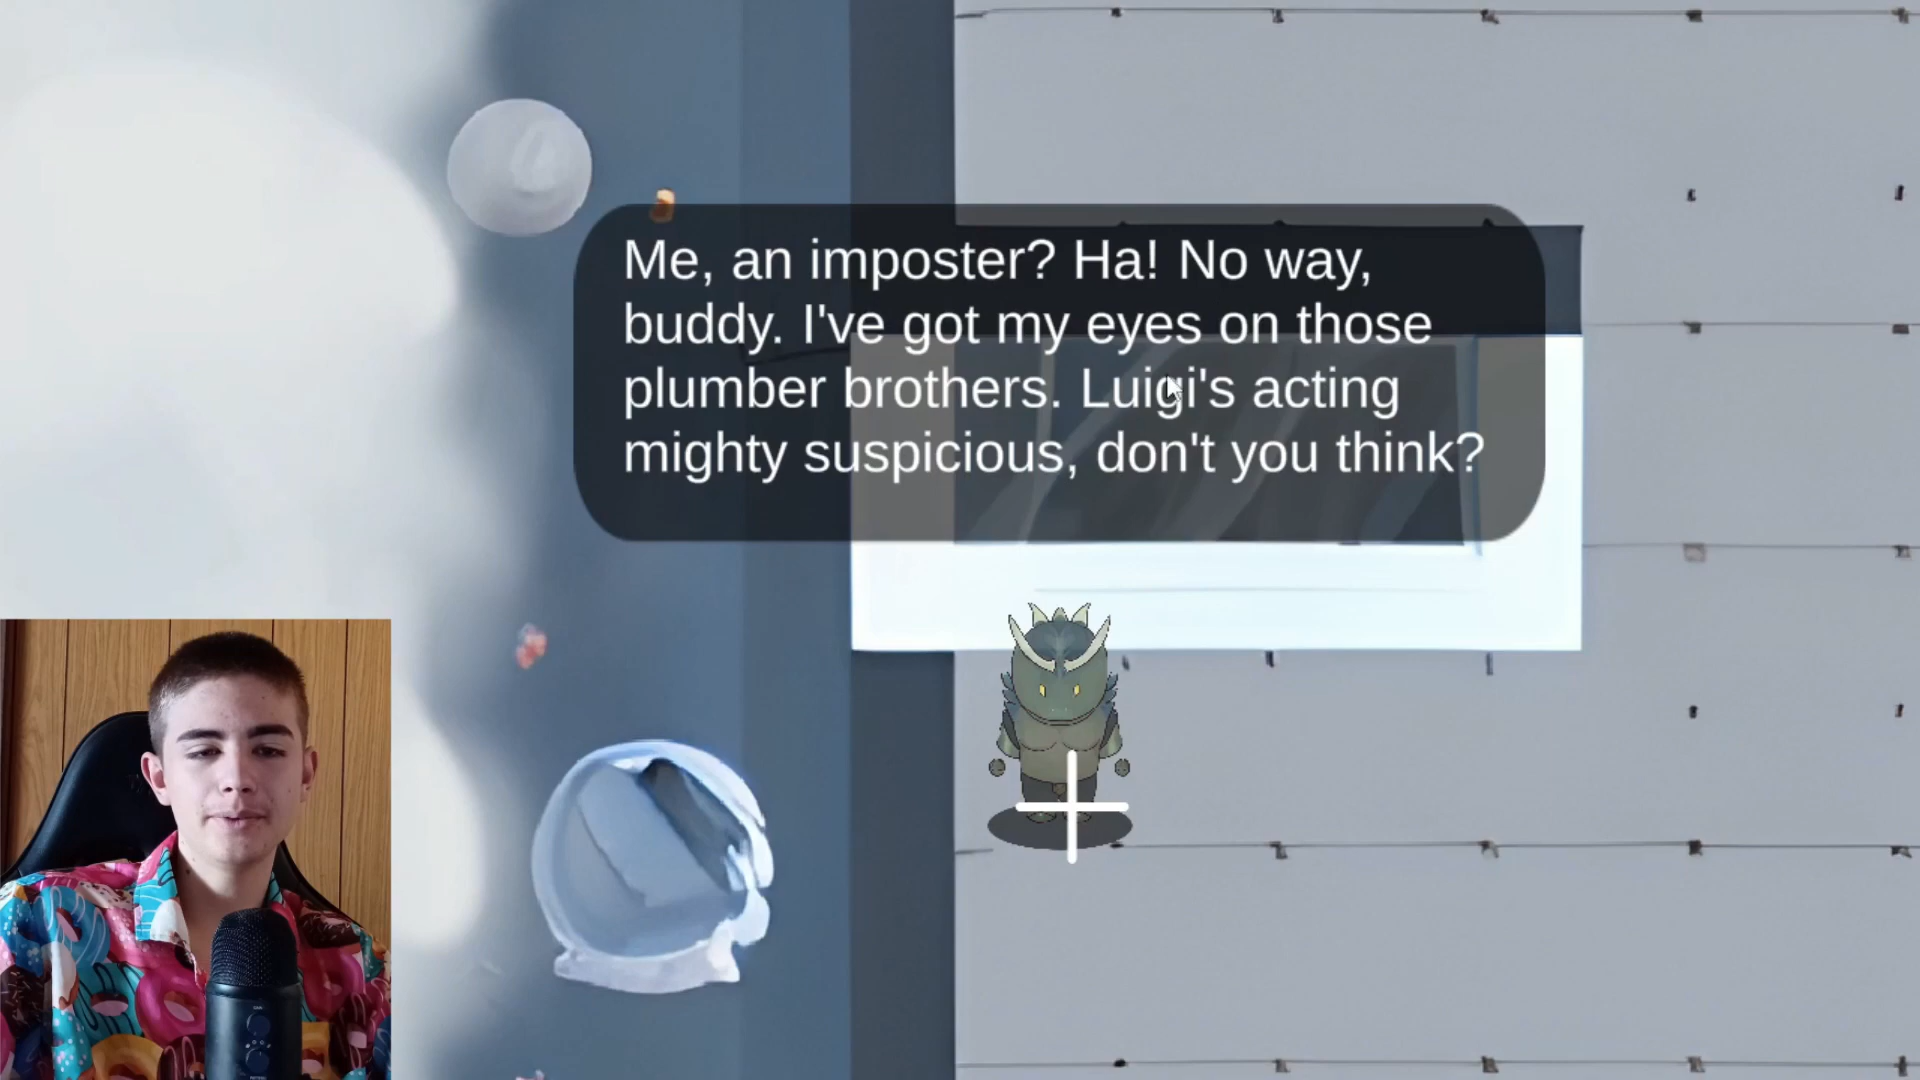 Me, an imposter? Ha! No way,
buddy. I've got my eyes on those
plumber brothers. Luigi's acting
mighty suspicious, don't you think?